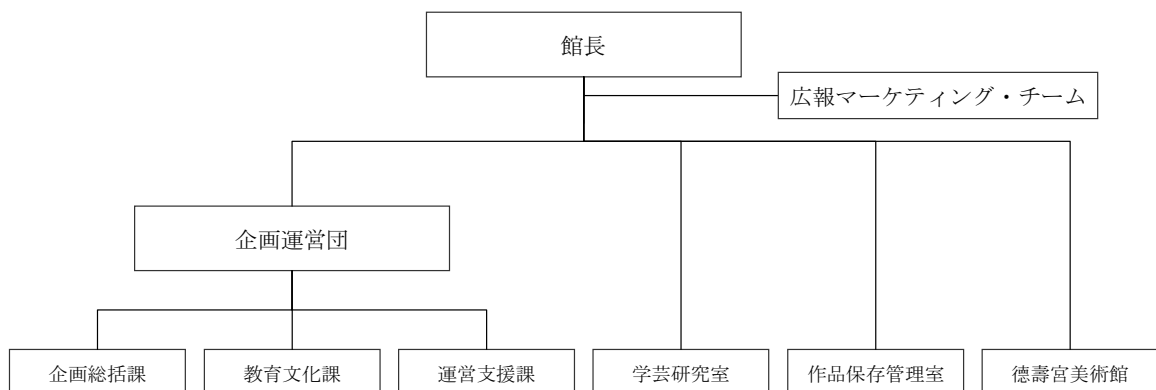 館長
広報マーケティング・チーム
企画運営団
企画総括課
教育文化課
運営支援課
学芸研究室
作品保存管理室
德壽宮美術館